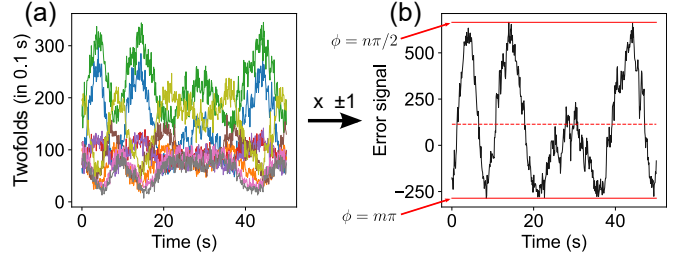 (a)
Twofolds (in 0.1 s)
300
200
100
0
0
20
40
Time (s)
x ±1
(b)
ϕ = nπ/2
ϕ = mπ
Error signal
500
250
0
−250
0
20
40
Time (s)